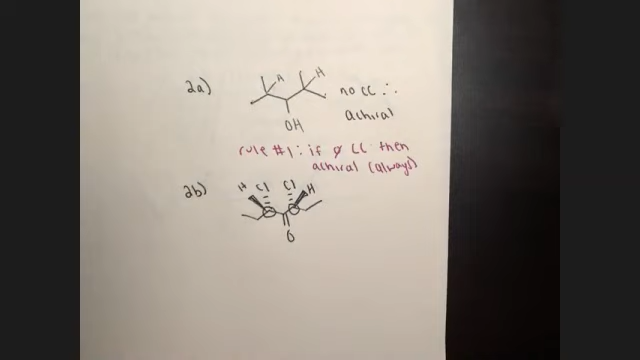 2a)
H
H
OH
no CC ∴
achiral
rule #1: if ∅ CC then
achiral (always)
2b)
H Cl Cl H
O